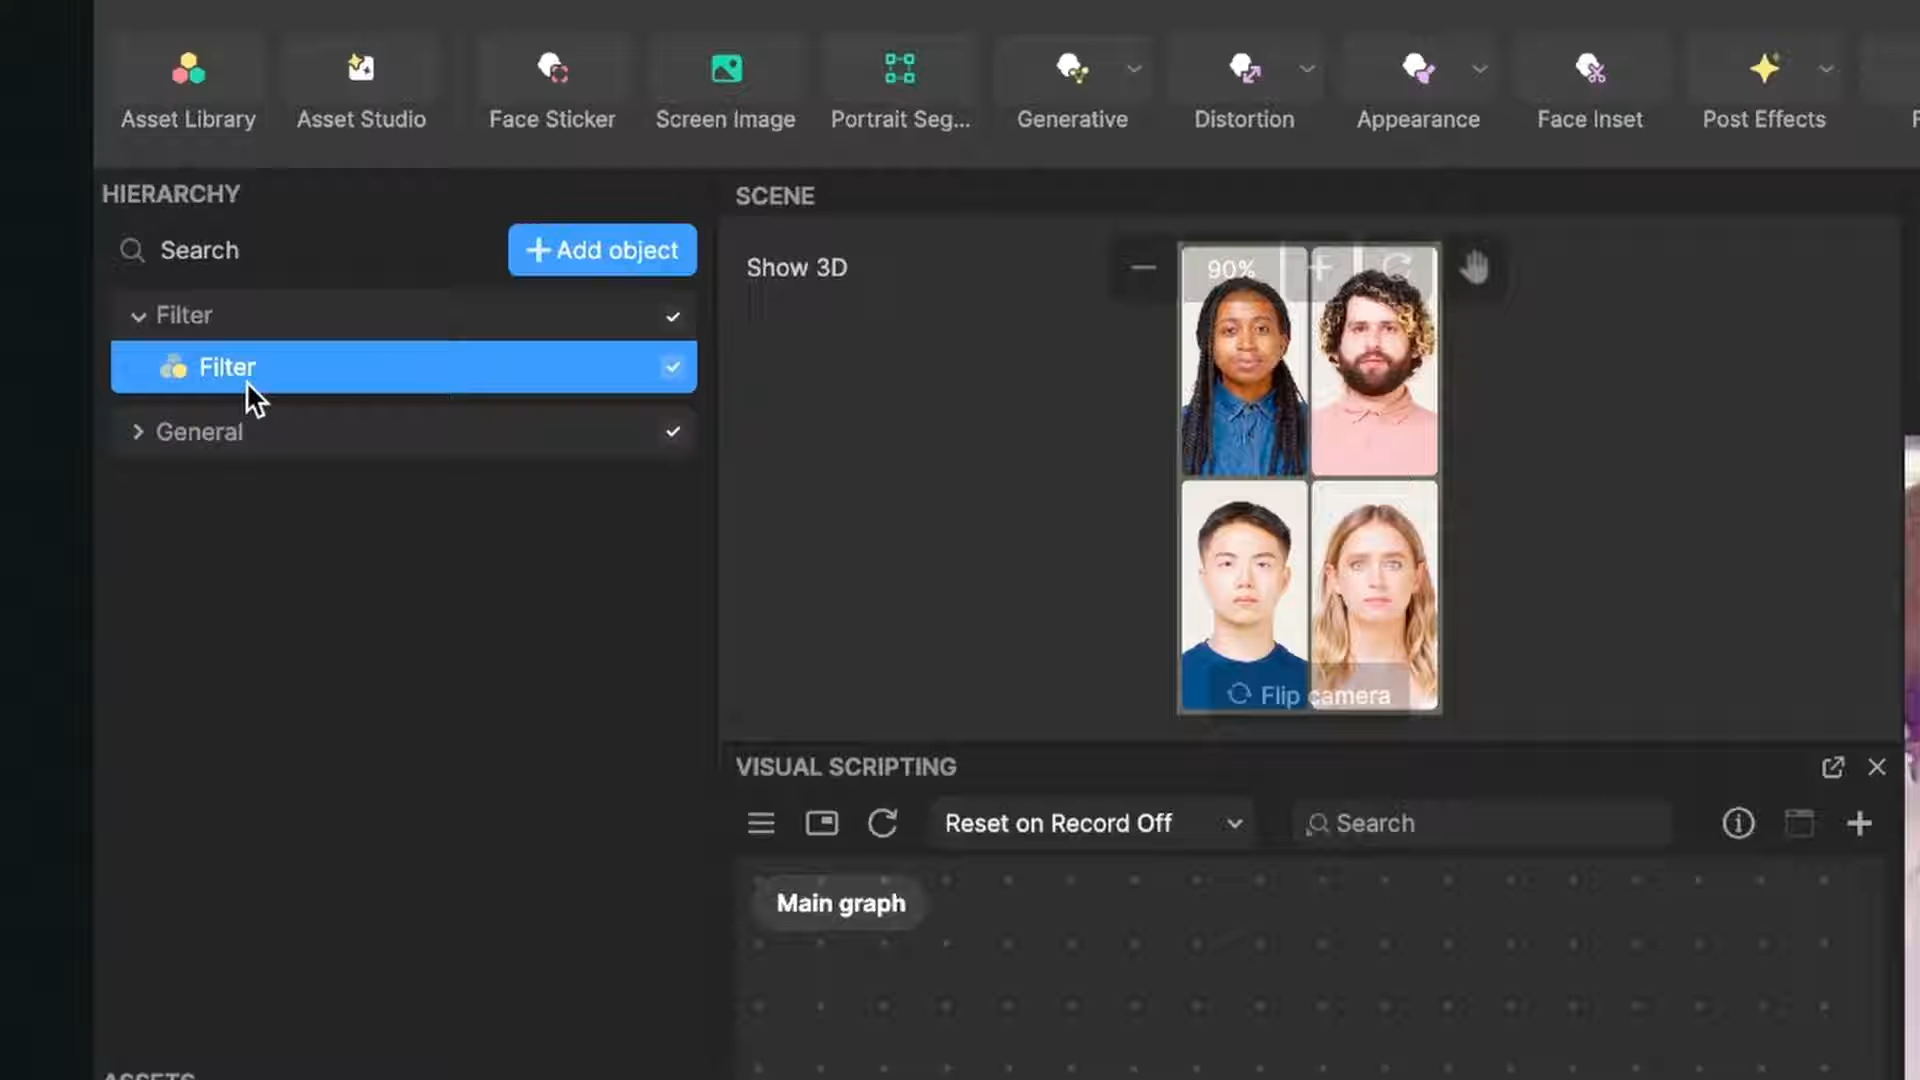 Asset Library
Asset Studio
Face Sticker
Screen Image
Portrait Seg...
Generative
Distortion
Appearance
Face Inset
Post Effects
HIERARCHY
Search
Add object
Filter
Filter
General
SCENE
Show 3D
90%
Flip camera
VISUAL SCRIPTING
Reset on Record Off
Search
Main graph
ASSETS